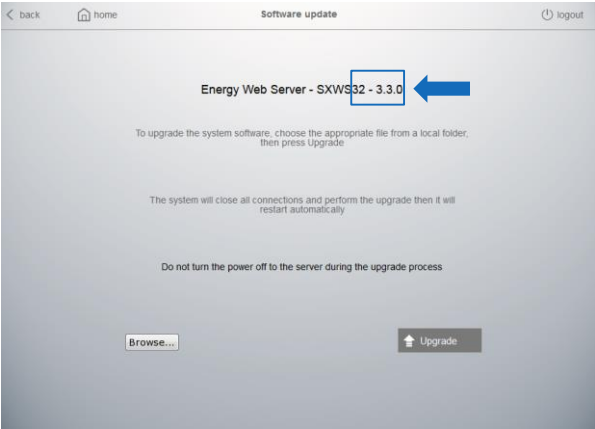 back home Software update logout
Energy Web Server - SXWS32 - 3.3.0
To upgrade the system software, choose the appropriate file from a local folder,
then press Upgrade
The system will close all connections and perform the upgrade then it will
restart automatically
Do not turn the power off to the server during the upgrade process
Browse... Upgrade